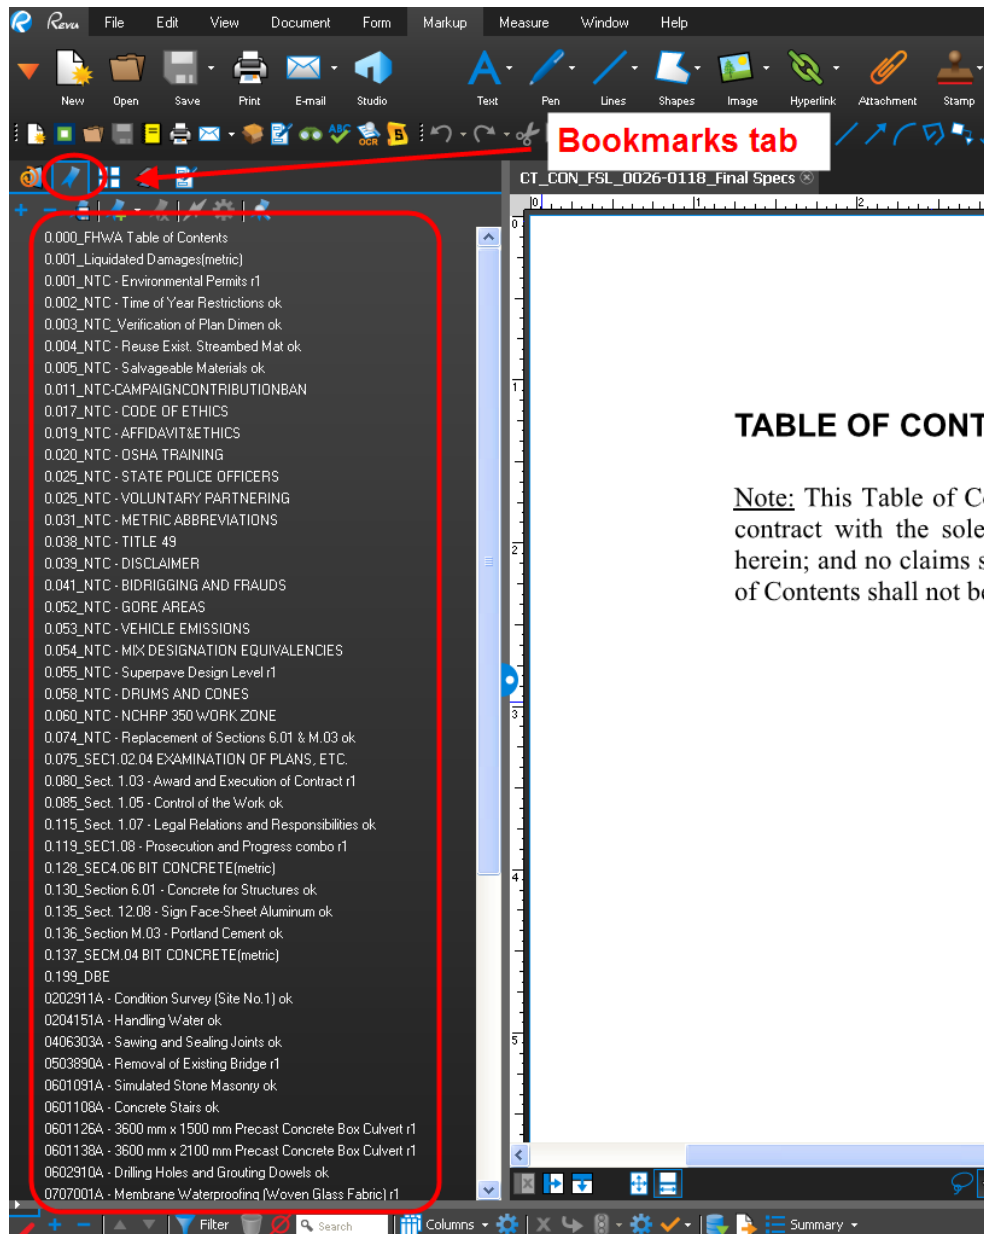 Revu File Edit View Document Form Markup Measure Window Help
New Open Save Print E-mail Studio Text Pen Lines Shapes Image Hyperlink Attachment Stamp
OCR S
Bookmarks tab
CT_CON_FSL_0026-0118_Final Specs
0 1 2
0.000_FHWA Table of Contents
0.001_Liquidated Damages(metric)
0.001_NTC - Environmental Permits r1
0.002_NTC - Time of Year Restrictions ok
0.003_NTC_Verification of Plan Dimen ok
0.004_NTC - Reuse Exist. Streambed Mat ok
0.005_NTC - Salvageable Materials ok
0.011_NTC-CAMPAIGNCONTRIBUTIONBAN
0.017_NTC - CODE OF ETHICS
0.019_NTC - AFFIDAVIT&ETHICS
0.020_NTC - OSHA TRAINING
0.025_NTC - STATE POLICE OFFICERS
0.025_NTC - VOLUNTARY PARTNERING
0.031_NTC - METRIC ABBREVIATIONS
0.038_NTC - TITLE 49
0.039_NTC - DISCLAIMER
0.041_NTC - BIDRIGGING AND FRAUDS
0.052_NTC - GORE AREAS
0.053_NTC - VEHICLE EMISSIONS
0.054_NTC - MIX DESIGNATION EQUIVALENCIES
0.055_NTC - Superpave Design Level r1
0.058_NTC - DRUMS AND CONES
0.060_NTC - NCHRP 350 WORK ZONE
0.074_NTC - Replacement of Sections 6.01 & M.03 ok
0.075_SEC1.02.04 EXAMINATION OF PLANS, ETC.
0.080_Sect. 1.03 - Award and Execution of Contract r1
0.085_Sect. 1.05 - Control of the Work ok
0.115_Sect. 1.07 - Legal Relations and Responsibilities ok
0.119_SEC1.08 - Prosecution and Progress combo r1
0.128_SEC4.06 BIT CONCRETE(metric)
0.130_Section 6.01 - Concrete for Structures ok
0.135_Sect. 12.08 - Sign Face-Sheet Aluminum ok
0.136_Section M.03 - Portland Cement ok
0.137_SECM.04 BIT CONCRETE(metric)
0.199_DBE
0202911A - Condition Survey (Site No.1) ok
0204151A - Handling Water ok
0406303A - Sawing and Sealing Joints ok
0503890A - Removal of Existing Bridge r1
0601091A - Simulated Stone Masonry ok
0601108A - Concrete Stairs ok
0601126A - 3600 mm x 1500 mm Precast Concrete Box Culvert r1
0601138A - 3600 mm x 2100 mm Precast Concrete Box Culvert r1
0602910A - Drilling Holes and Grouting Dowels ok
0707001A - Membrane Waterproofing (Woven Glass Fabric) r1
0
1
2
3
4
5
TABLE OF CONT
Note: This Table of C
contract with the sole
herein; and no claims s
of Contents shall not be
Filter Search Columns Summary